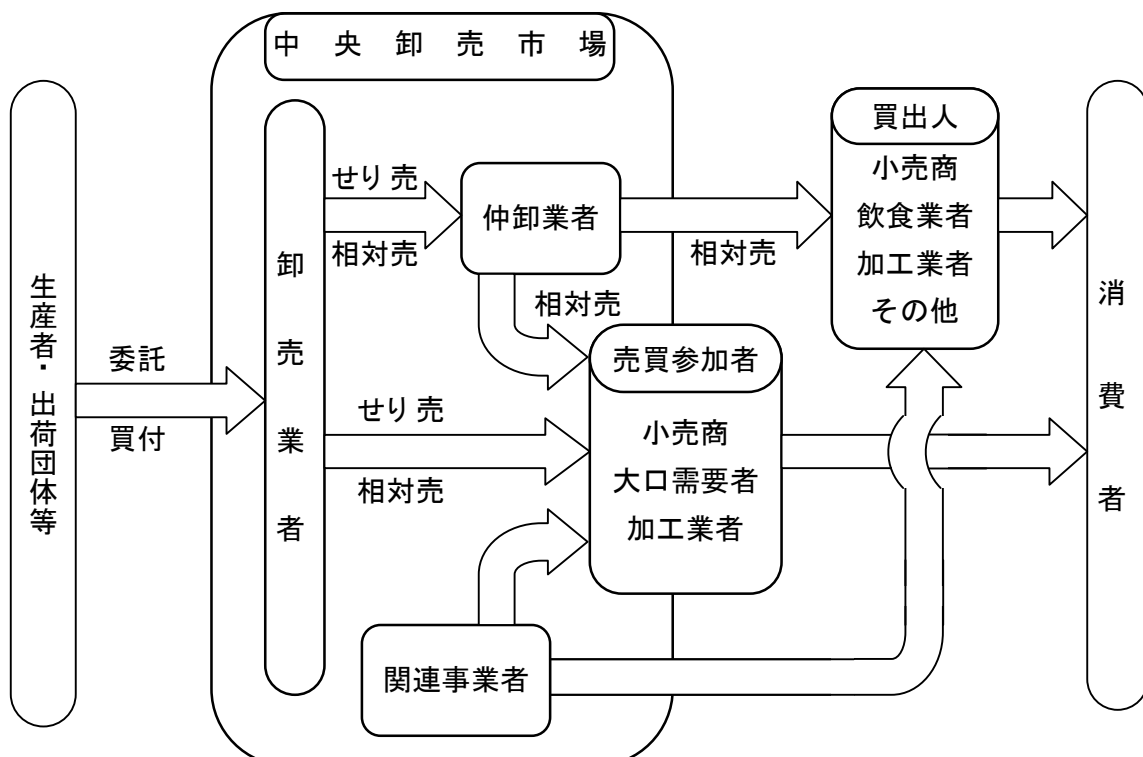 中央卸売市場
生産者・出荷団体等
委託
買付
卸売業者
せり売
相対売
仲卸業者
相対売
相対売
買出人
小売商
飲食業者
加工業者
その他
せり売
相対売
売買参加者
小売商
大口需要者
加工業者
関連事業者
消費者